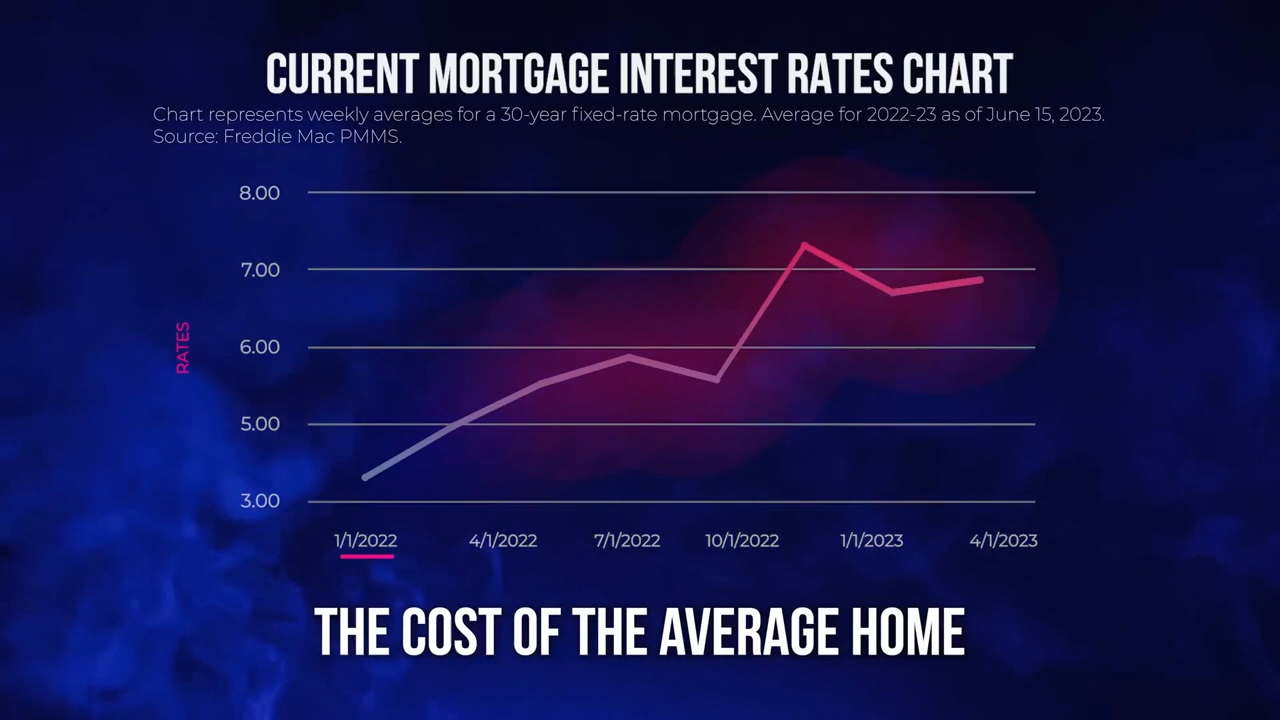 CURRENT MORTGAGE INTEREST RATES CHART
Chart represents weekly averages for a 30-year fixed-rate mortgage. Average for 2022-23 as of June 15, 2023.
Source: Freddie Mac PMMS.
8.00
7.00
RATES
6.00
5.00
3.00
1/1/2022 4/1/2022 7/1/2022 10/1/2022 1/1/2023 4/1/2023
THE COST OF THE AVERAGE HOME